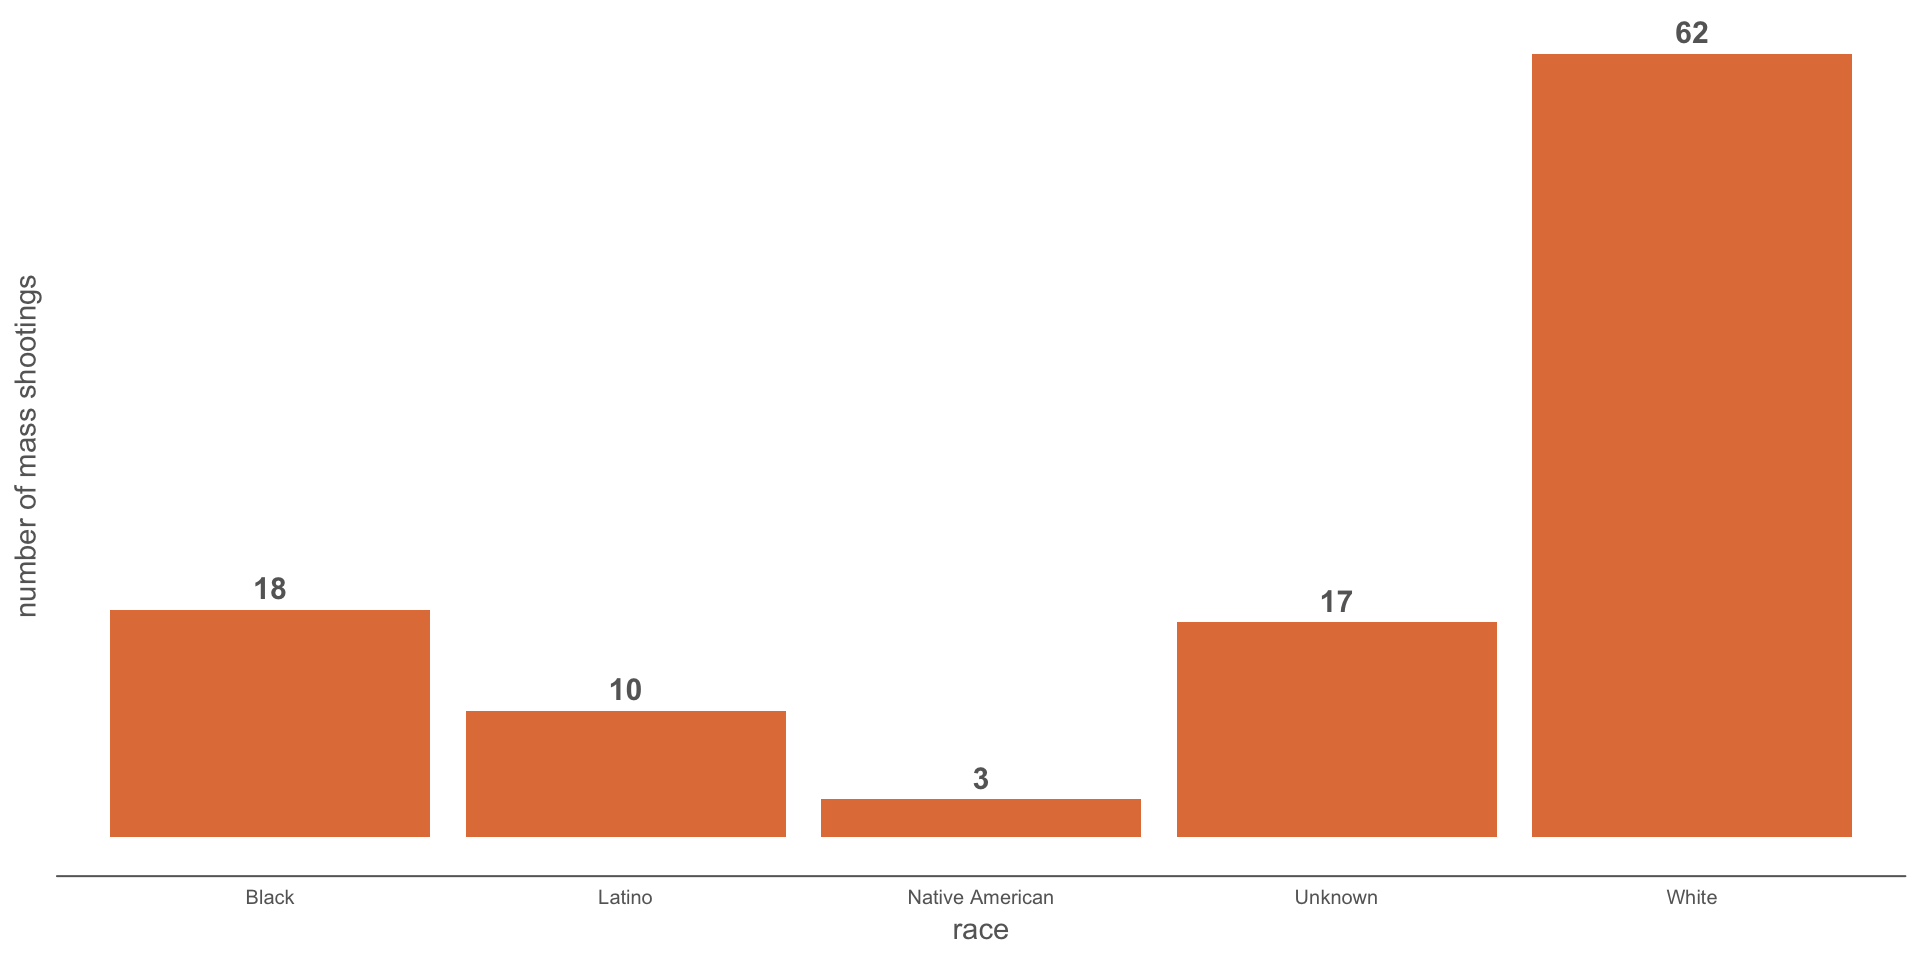 number of mass shootings
18
10
3
17
62
Black
Latino
Native American
Unknown
White
race